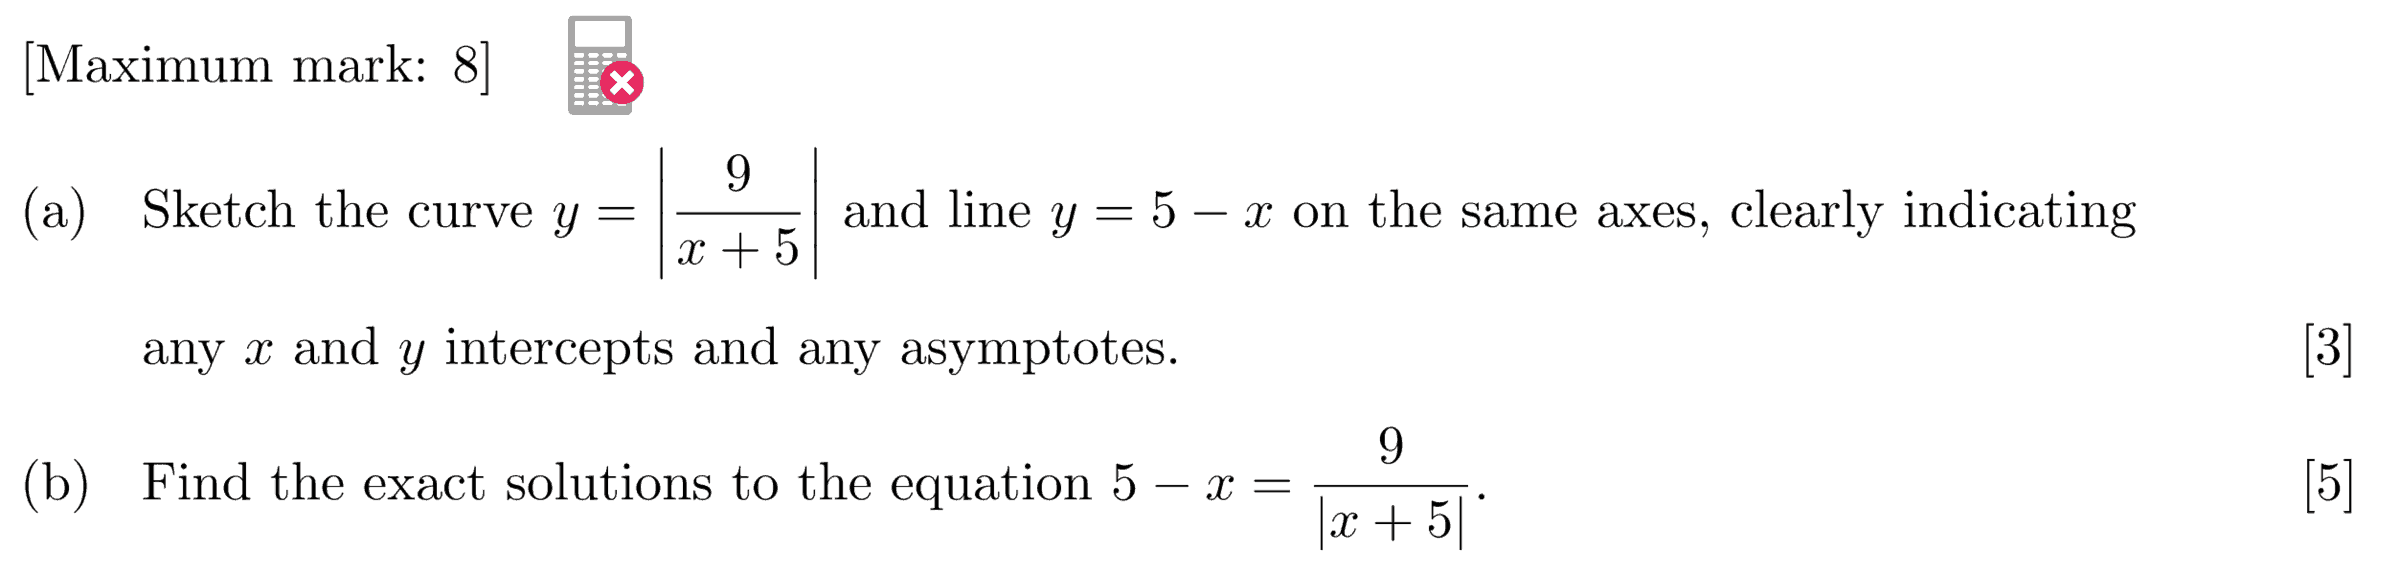 [Maximum mark: 8]
(a) Sketch the curve y = |9/(x + 5)| and line y = 5 − x on the same axes, clearly indicating
any x and y intercepts and any asymptotes. [3]
(b) Find the exact solutions to the equation 5 − x = 9/|x + 5|. [5]